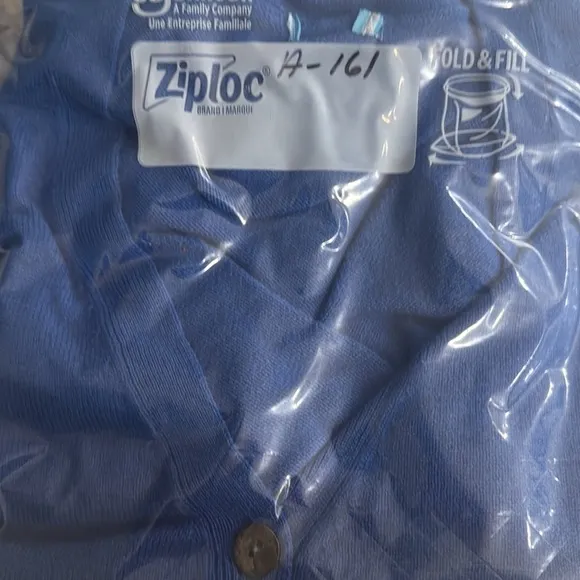 A Family Company
Une Entreprise Familiale
Ziploc®
BRAND | MARQUE
A-161
FOLD & FILL